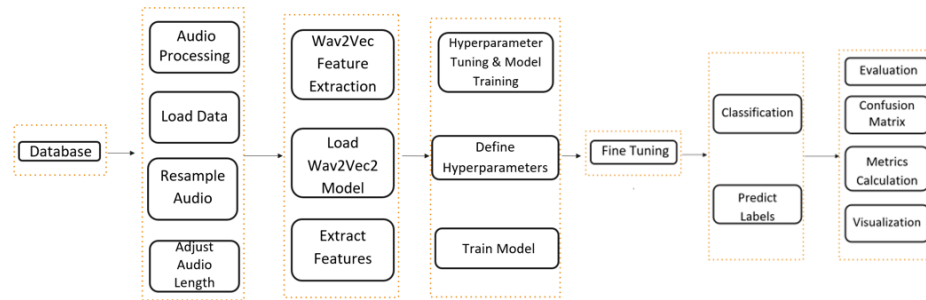 Database
Audio
Processing
Load Data
Resample
Audio
Adjust
Audio
Length
Wav2Vec
Feature
Extraction
Load
Wav2Vec2
Model
Extract
Features
Hyperparameter
Tuning & Model
Training
Define
Hyperparameters
Train Model
Fine Tuning
Classification
Predict
Labels
Evaluation
Confusion
Matrix
Metrics
Calculation
Visualization